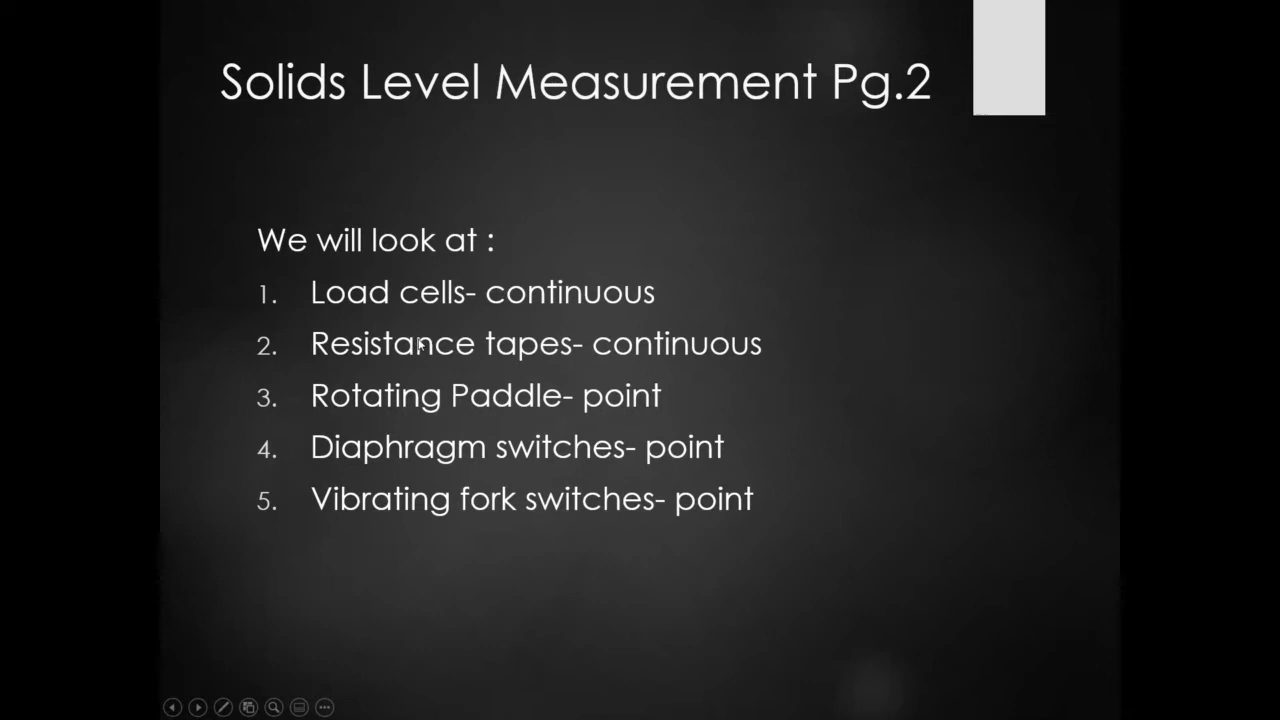 Solids Level Measurement Pg.2
We will look at :
1. Load cells- continuous
2. Resistance tapes- continuous
3. Rotating Paddle- point
4. Diaphragm switches- point
5. Vibrating fork switches- point